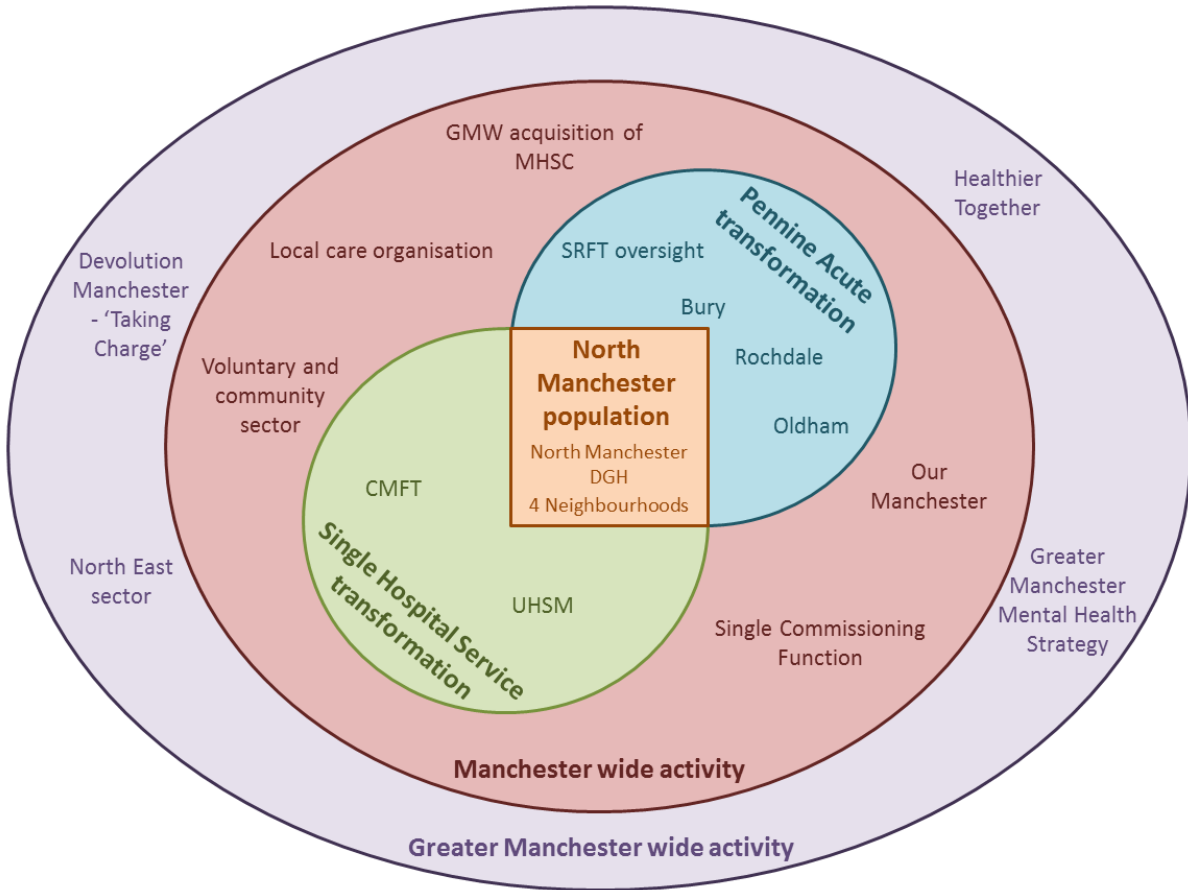 GMW acquisition of
MHSC
Healthier
Together
Pennine Acute
transformation
Local care organisation
SRFT oversight
Devolution
Manchester
- ‘Taking
Charge’
Bury
North
Manchester
population
Rochdale
Voluntary and
community
sector
Oldham
North Manchester
DGH
4 Neighbourhoods
CMFT
Our
Manchester
Single Hospital Service
transformation
North East
sector
UHSM
Greater
Manchester
Mental Health
Strategy
Single Commissioning
Function
Manchester wide activity
Greater Manchester wide activity